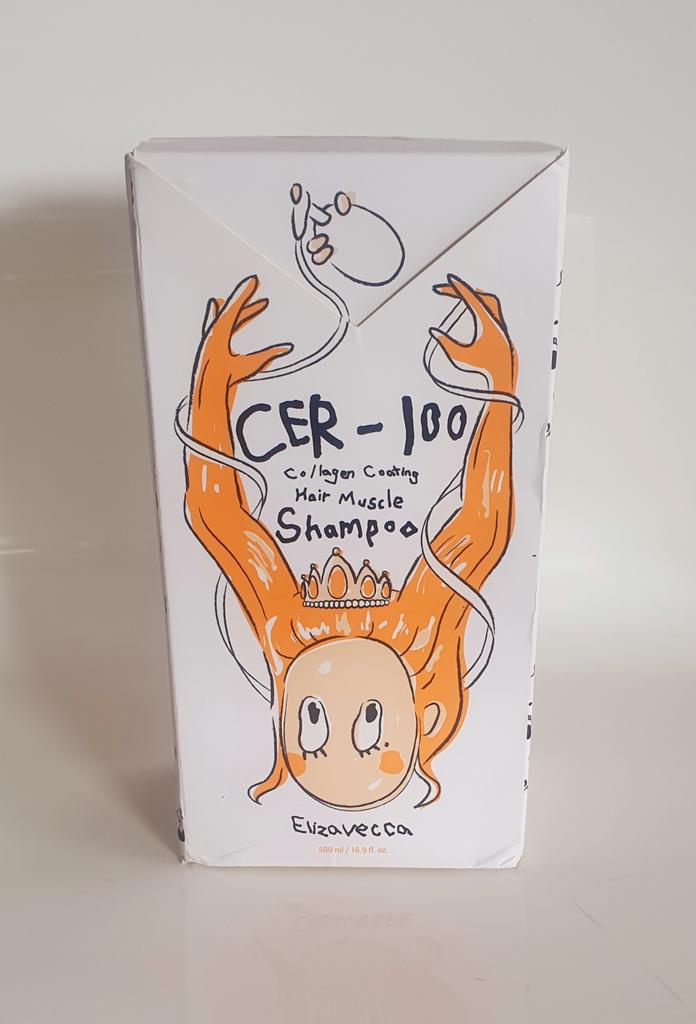 CER-100
Collagen Coating
Hair Muscle
Shampoo
Elizavecca
500 ml / 16.9 fl. oz.